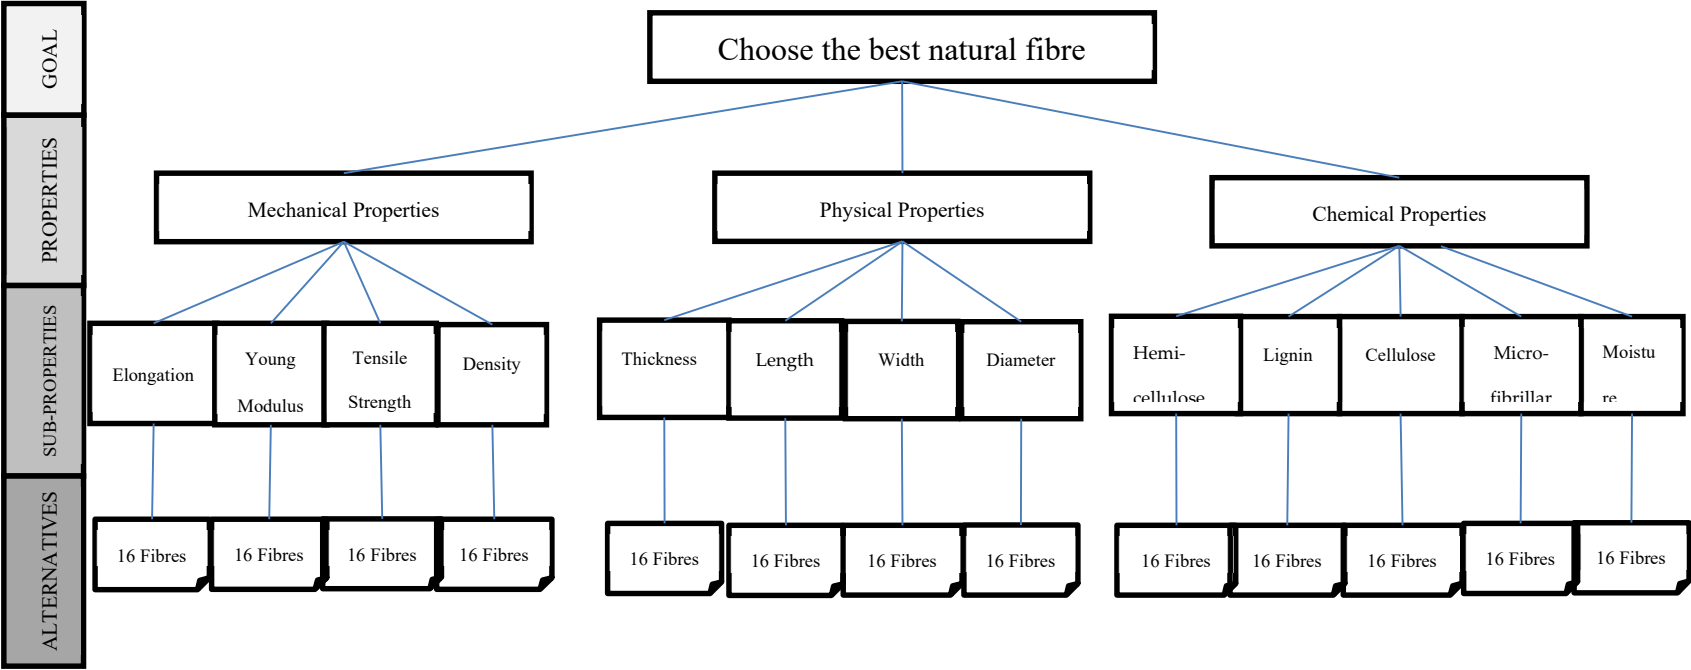 GOAL
Choose the best natural fibre
PROPERTIES
Mechanical Properties
Physical Properties
Chemical Properties
SUB-PROPERTIES
Elongation
Young
Modulus
Tensile
Strength
Density
Thickness
Length
Width
Diameter
Hemi-
cellulose
Lignin
Cellulose
Micro-
fibrillar
Moistu
re
ALTERNATIVES
16 Fibres
16 Fibres
16 Fibres
16 Fibres
16 Fibres
16 Fibres
16 Fibres
16 Fibres
16 Fibres
16 Fibres
16 Fibres
16 Fibres
16 Fibres